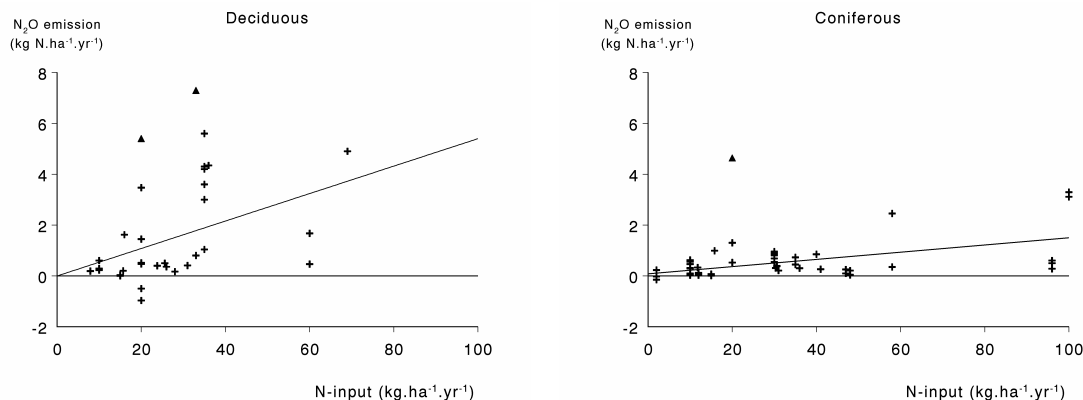 Deciduous
N₂O emission
(kg N.ha⁻¹.yr⁻¹)
8
6
4
2
0
-2
0 20 40 60 80 100
N-input (kg.ha⁻¹.yr⁻¹)
Coniferous
N₂O emission
(kg N.ha⁻¹.yr⁻¹)
8
6
4
2
0
-2
0 20 40 60 80 100
N-input (kg.ha⁻¹.yr⁻¹)